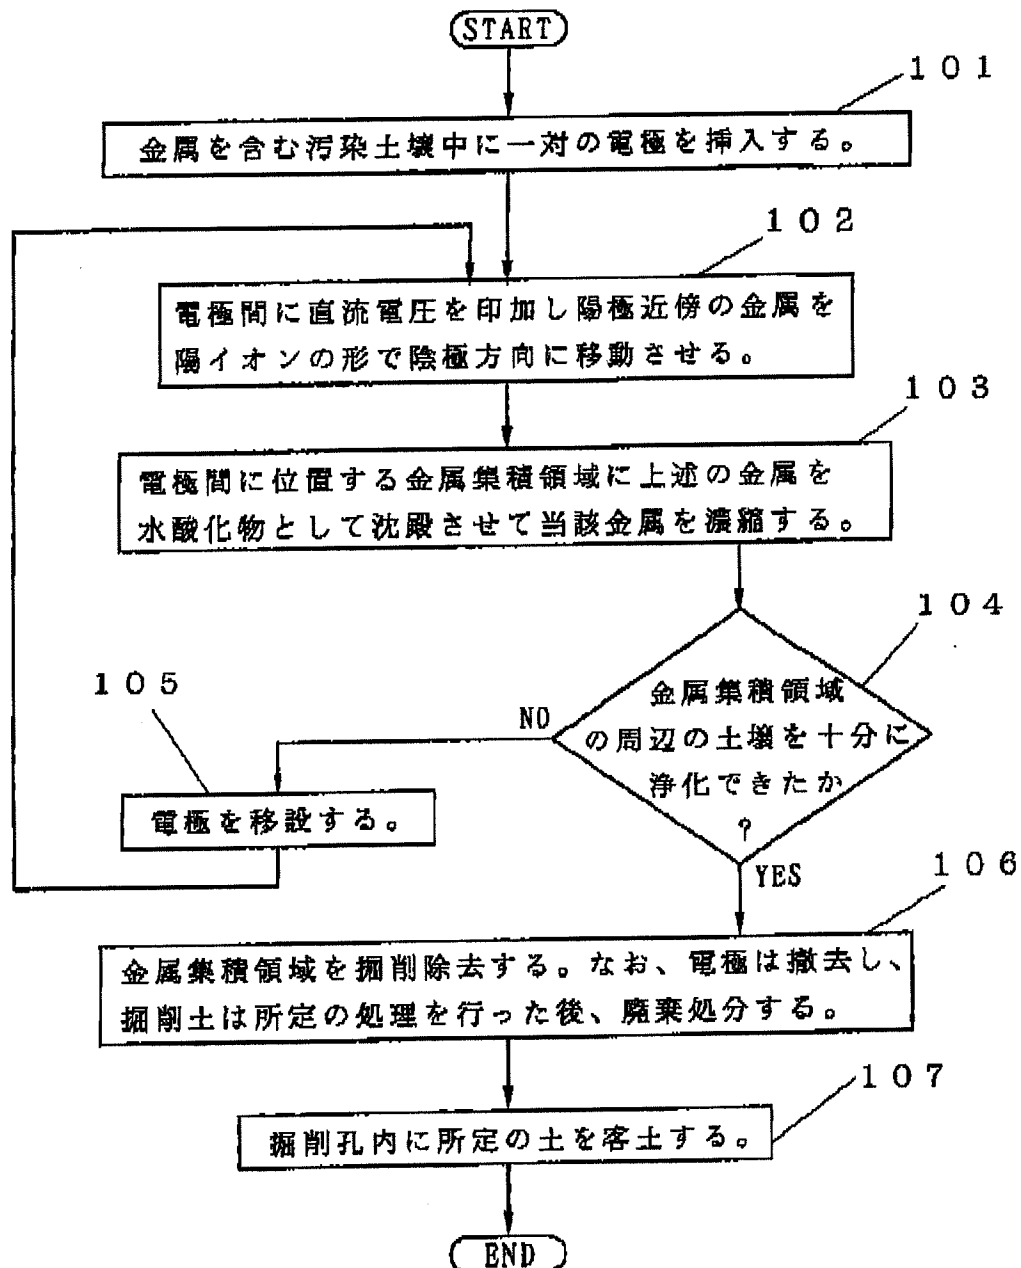 START
101
金属を含む汚染土壌中に一対の電極を挿入する。
102
電極間に直流電圧を印加し陽極近傍の金属を
陽イオンの形で陰極方向に移動させる。
103
電極間に位置する金属集積領域に上述の金属を
水酸化物として沈殿させて当該金属を濃縮する。
104
金属集積領域
の周辺の土壌を十分に
浄化できたか
?
NO
105
電極を移設する。
YES
106
金属集積領域を掘削除去する。なお、電極は撤去し、
掘削土は所定の処理を行った後、廃棄処分する。
107
掘削孔内に所定の土を客土する。
END